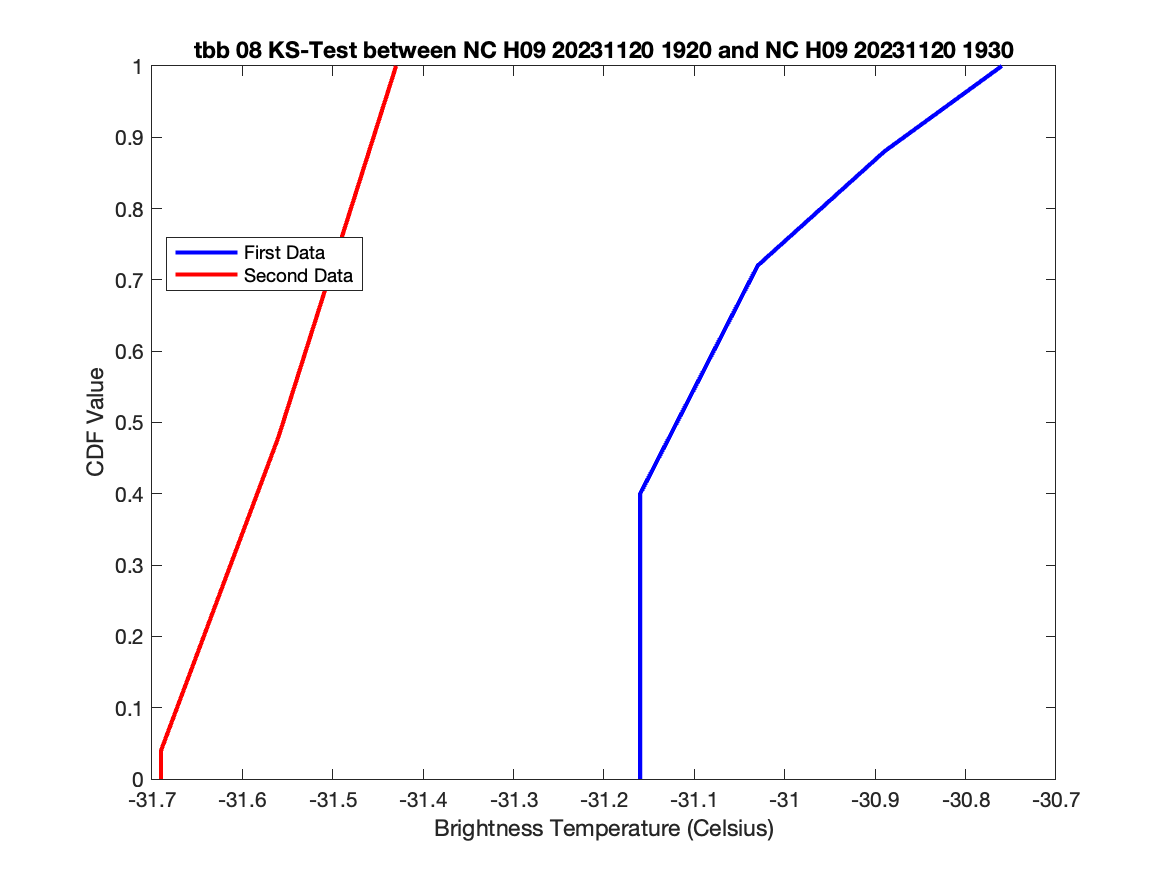 tbb 08 KS-Test between NC H09 20231120 1920 and NC H09 20231120 1930
1
0.9
0.8
0.7
0.6
0.5
0.4
0.3
0.2
0.1
0
CDF Value
First Data
Second Data
-31.7 -31.6 -31.5 -31.4 -31.3 -31.2 -31.1 -31 -30.9 -30.8 -30.7
Brightness Temperature (Celsius)